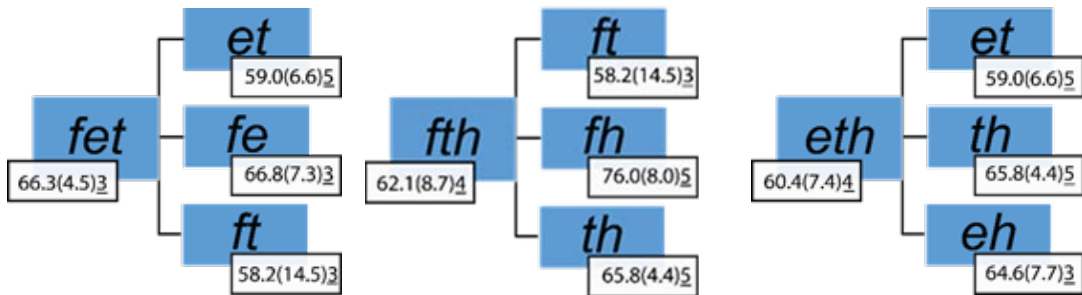 et
59.0(6.6)5
fet
66.3(4.5)3
fe
66.8(7.3)3
ft
58.2(14.5)3
ft
58.2(14.5)3
fth
62.1(8.7)4
fh
76.0(8.0)5
th
65.8(4.4)5
et
59.0(6.6)5
eth
60.4(7.4)4
th
65.8(4.4)5
eh
64.6(7.7)3